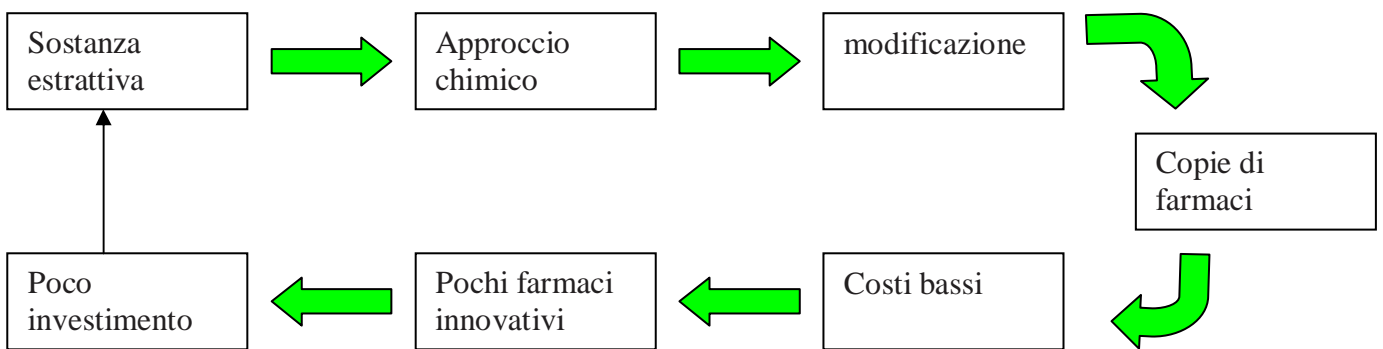 Sostanza
estrattiva
Approccio
chimico
modificazione
Copie di
farmaci
Costi bassi
Pochi farmaci
innovativi
Poco
investimento